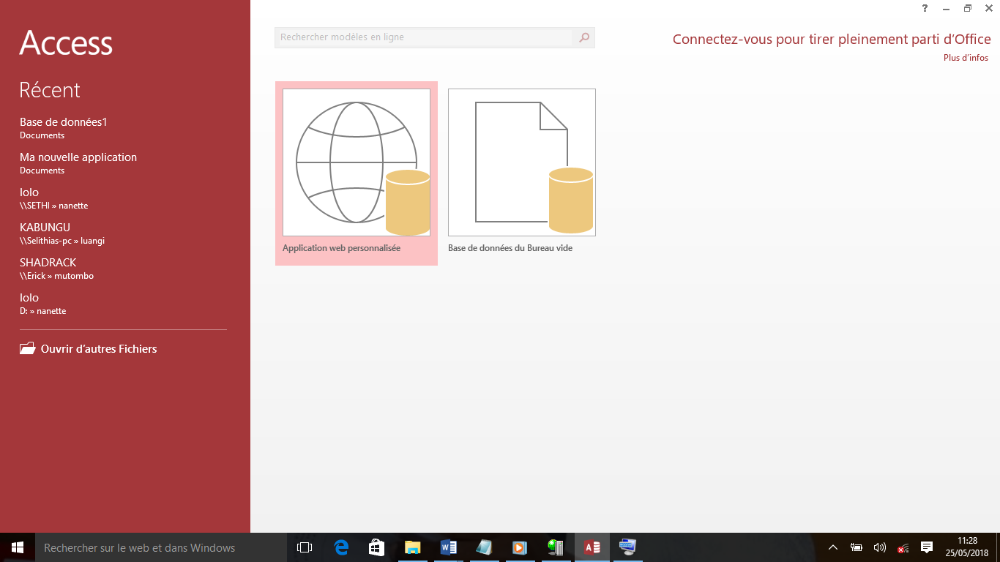 Access
Récent
Base de données1
Documents
Ma nouvelle application
Documents
lolo
\\SETHI » nanette
KABUNGU
\\Selithias-pc » luangi
SHADRACK
\\Erick » mutombo
lolo
D: » nanette
Ouvrir d'autres Fichiers
Rechercher modèles en ligne
?
Connectez-vous pour tirer pleinement parti d'Office
Plus d'infos
Application web personnalisée
Base de données du Bureau vide
Rechercher sur le web et dans Windows
11:28
25/05/2018